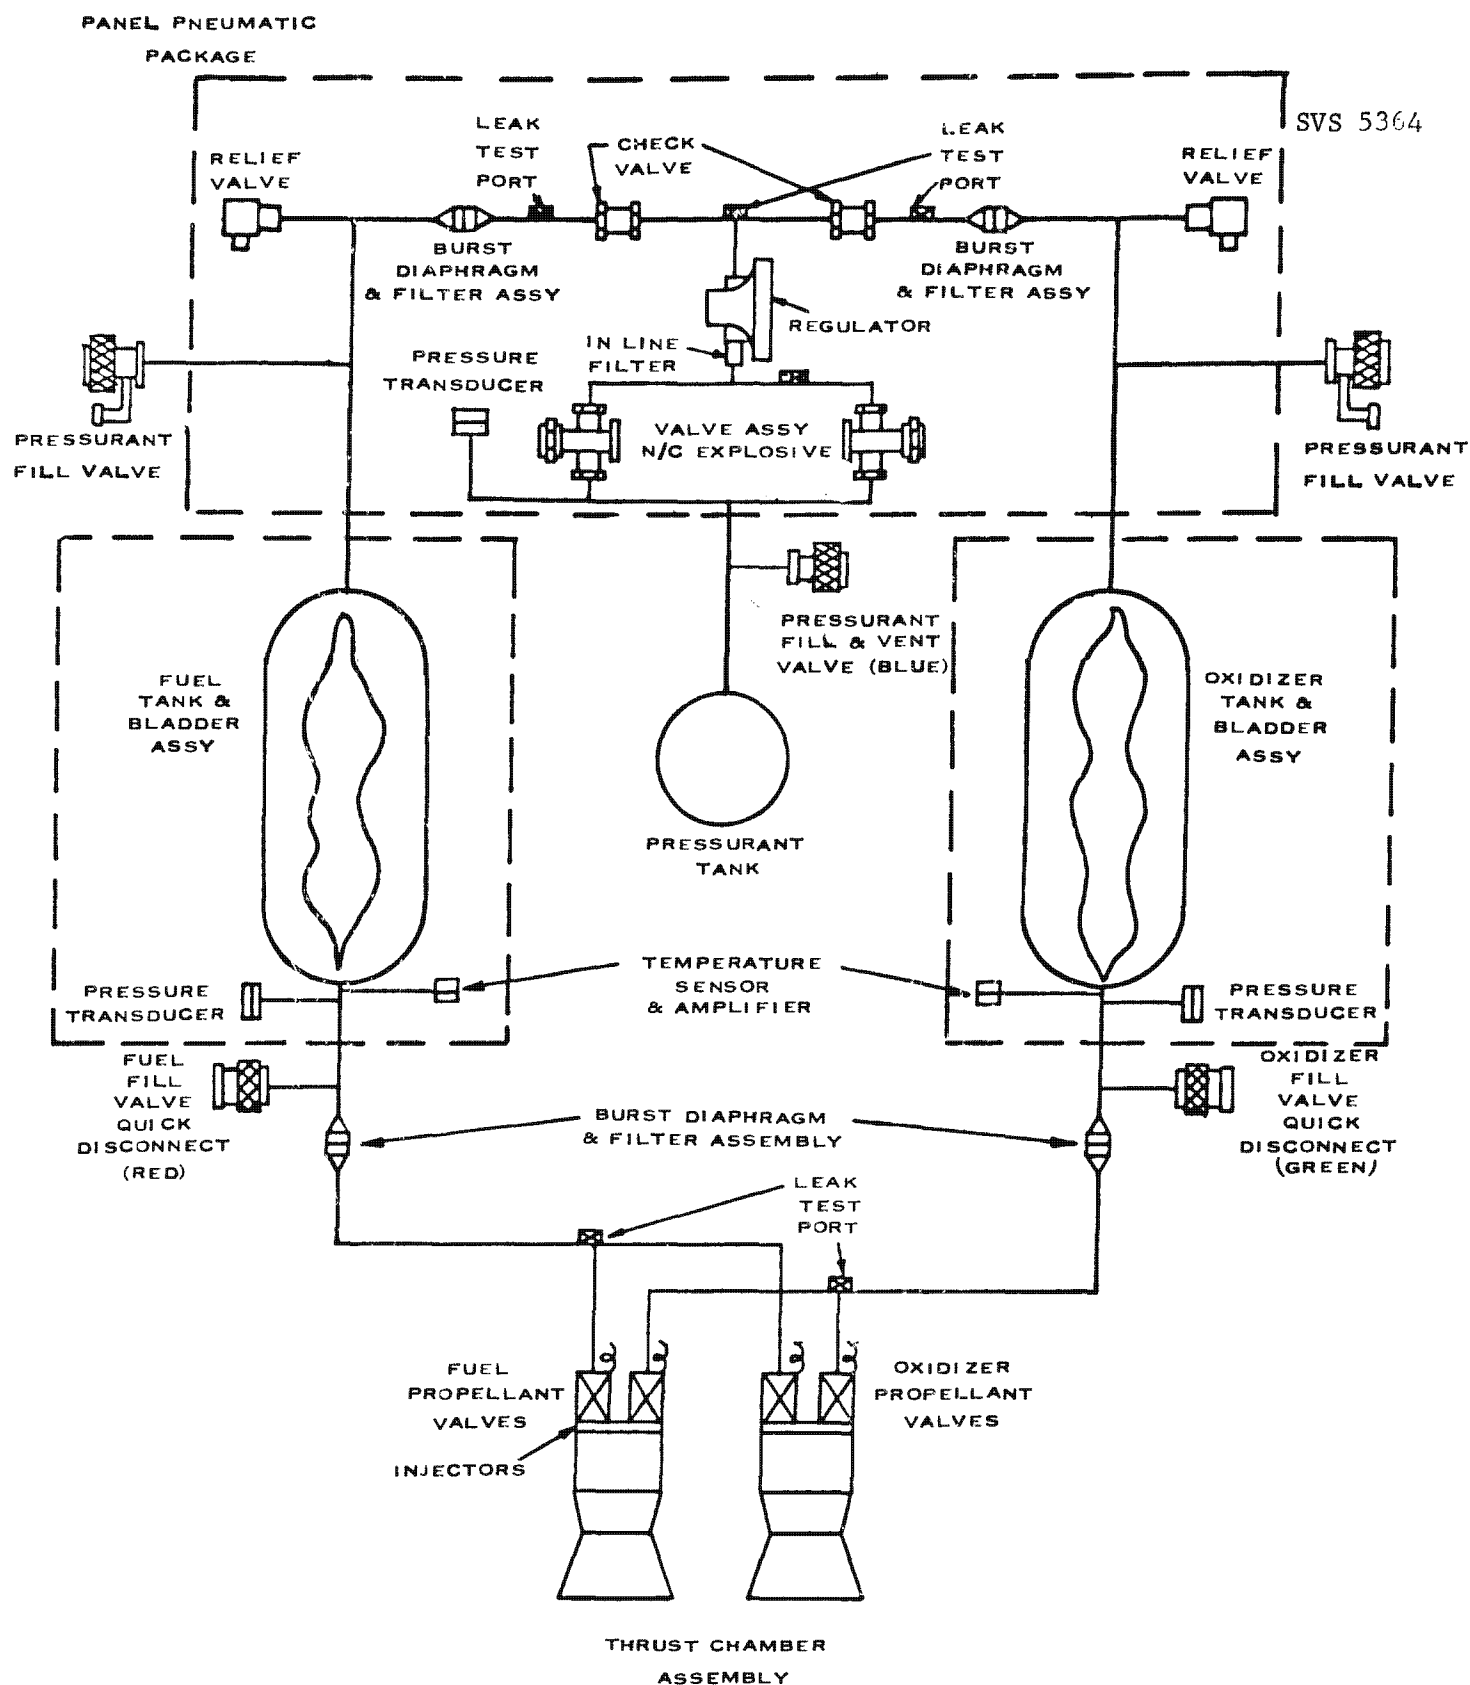 PANEL PNEUMATIC
PACKAGE
SVS 5364
LEAK
TEST
PORT
CHECK
VALVE
LEAK
TEST
PORT
RELIEF
VALVE
RELIEF
VALVE
BURST
DIAPHRAGM
& FILTER ASSY
BURST
DIAPHRAGM
& FILTER ASSY
REGULATOR
IN LINE
FILTER
PRESSURE
TRANSDUCER
VALVE ASSY
N/C EXPLOSIVE
PRESSURANT
FILL VALVE
PRESSURANT
FILL VALVE
PRESSURANT
FILL & VENT
VALVE (BLUE)
FUEL
TANK &
BLADDER
ASSY
OXIDIZER
TANK &
BLADDER
ASSY
PRESSURANT
TANK
TEMPERATURE
SENSOR
& AMPLIFIER
PRESSURE
TRANSDUCER
PRESSURE
TRANSDUCER
FUEL
FILL
VALVE
QUICK
DISCONNECT
(RED)
OXIDIZER
FILL
VALVE
QUICK
DISCONNECT
(GREEN)
BURST DIAPHRAGM
& FILTER ASSEMBLY
LEAK
TEST
PORT
FUEL
PROPELLANT
VALVES
OXIDIZER
PROPELLANT
VALVES
INJECTORS
THRUST CHAMBER
ASSEMBLY